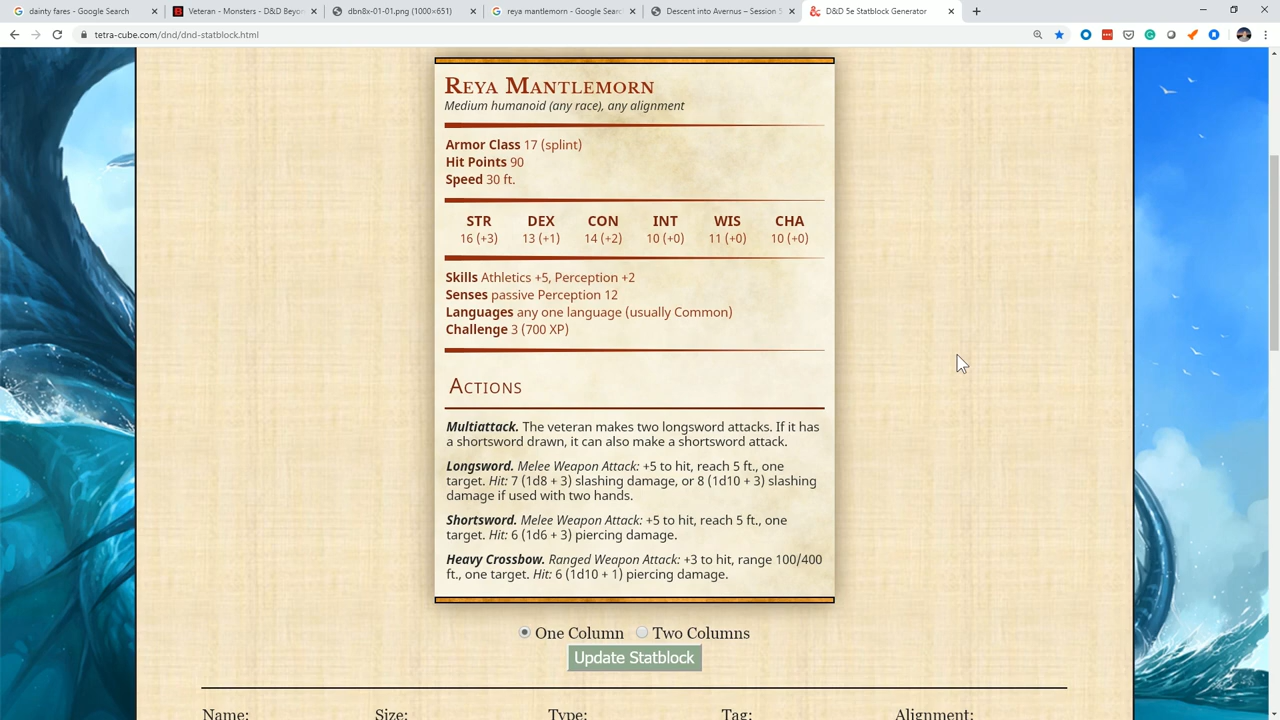 dainty fares - Google Search
Veteran - Monsters - D&D Beyon
dbn8x-01-01.png (1000×651)
reya mantlemorn - Google Searc
Descent into Avernus – Session
D&D 5e Statblock Generator
tetra-cube.com/dnd/dnd-statblock.html
Reya Mantlemorn
Medium humanoid (any race), any alignment
Armor Class 17 (splint)
Hit Points 90
Speed 30 ft.
STR DEX CON INT WIS CHA
16 (+3) 13 (+1) 14 (+2) 10 (+0) 11 (+0) 10 (+0)
Skills Athletics +5, Perception +2
Senses passive Perception 12
Languages any one language (usually Common)
Challenge 3 (700 XP)
Actions
Multiattack. The veteran makes two longsword attacks. If it has
a shortsword drawn, it can also make a shortsword attack.
Longsword. Melee Weapon Attack: +5 to hit, reach 5 ft., one
target. Hit: 7 (1d8 + 3) slashing damage, or 8 (1d10 + 3) slashing
damage if used with two hands.
Shortsword. Melee Weapon Attack: +5 to hit, reach 5 ft., one
target. Hit: 6 (1d6 + 3) piercing damage.
Heavy Crossbow. Ranged Weapon Attack: +3 to hit, range 100/400
ft., one target. Hit: 6 (1d10 + 1) piercing damage.
One Column Two Columns
Update Statblock
Name: Size: Type: Tag: Alignment: